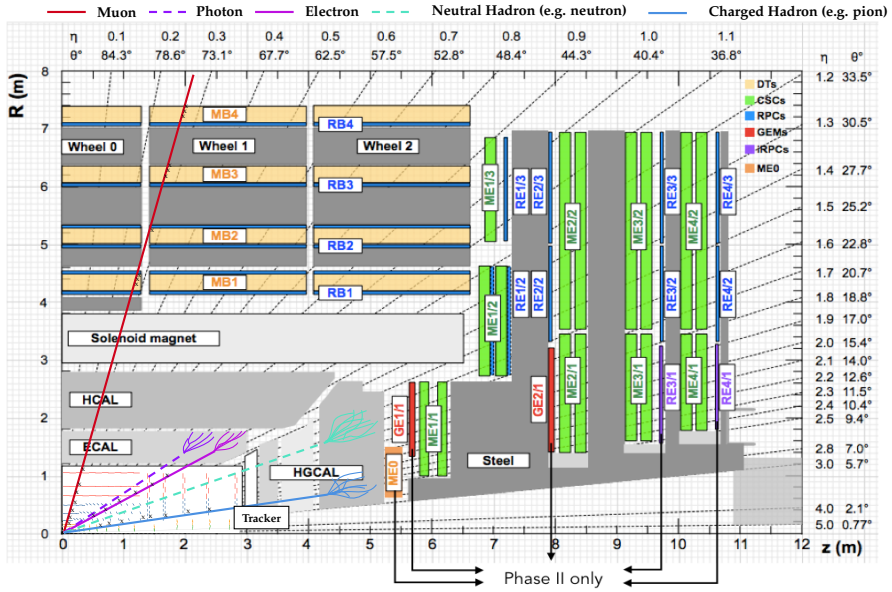 Muon Photon Electron Neutral Hadron (e.g. neutron) Charged Hadron (e.g. pion)
η 0.1 0.2 0.3 0.4 0.5 0.6 0.7 0.8 0.9 1.0 1.1
θ° 84.3° 78.6° 73.1° 67.7° 62.5° 57.5° 52.8° 48.4° 44.3° 40.4° 36.8° η θ°
R (m)
8
7
6
5
4
3
2
1
0
1.2 33.5°
1.3 30.5°
1.4 27.7°
1.5 25.2°
1.6 22.8°
1.7 20.7°
1.8 18.8°
1.9 17.0°
2.0 15.4°
2.1 14.0°
2.2 12.6°
2.3 11.5°
2.4 10.4°
2.5 9.4°
2.8 7.0°
3.0 5.7°
4.0 2.1°
5.0 0.77°
DTs
CSCs
RPCs
GEMs
iRPCs
ME0
MB4
RB4
Wheel 0 Wheel 1 Wheel 2
MB3
RB3
MB2
RB2
MB1
RB1
Solenoid magnet
HCAL
ECAL
HGCAL
Tracker
Steel
ME0
GE1/1
ME1/1
ME1/2
ME1/3
RE1/3
RE2/3
RE1/2
RE2/2
GE2/1
ME2/2
ME2/1
ME3/2
ME3/1
RE3/3
RE3/2
RE3/1
ME4/2
ME4/1
RE4/3
RE4/2
RE4/1
0 1 2 3 4 5 6 7 8 9 10 11 12
z (m)
Phase II only